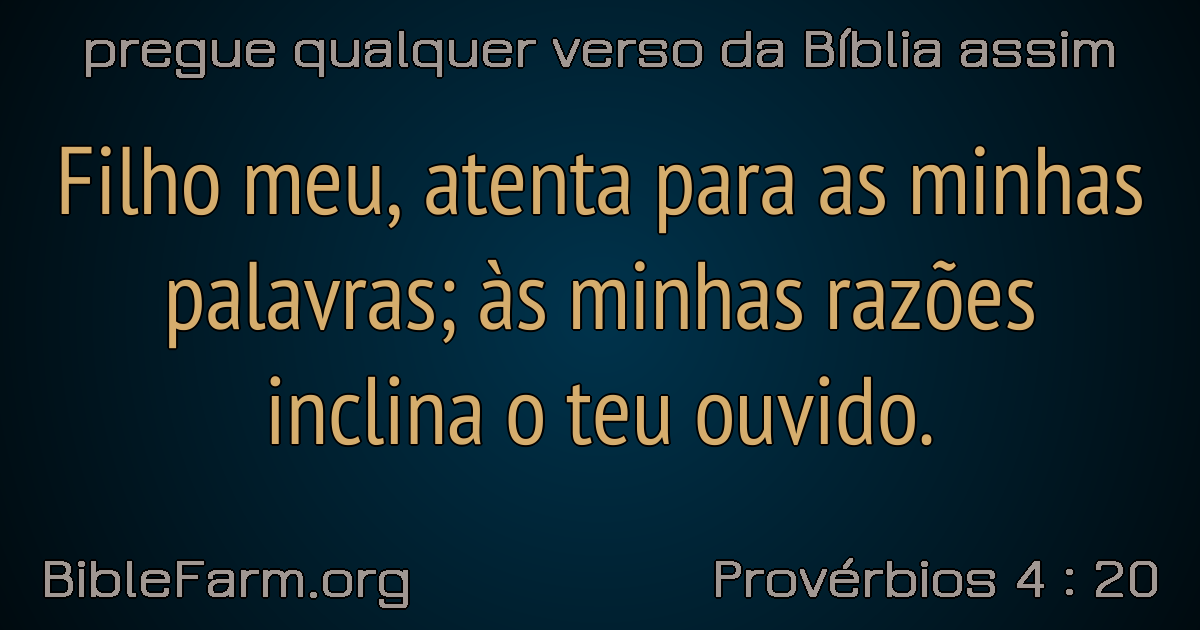 pregue qualquer verso da Bíblia assim
Filho meu, atenta para as minhas
palavras; às minhas razões
inclina o teu ouvido.
BibleFarm.org
Provérbios 4 : 20